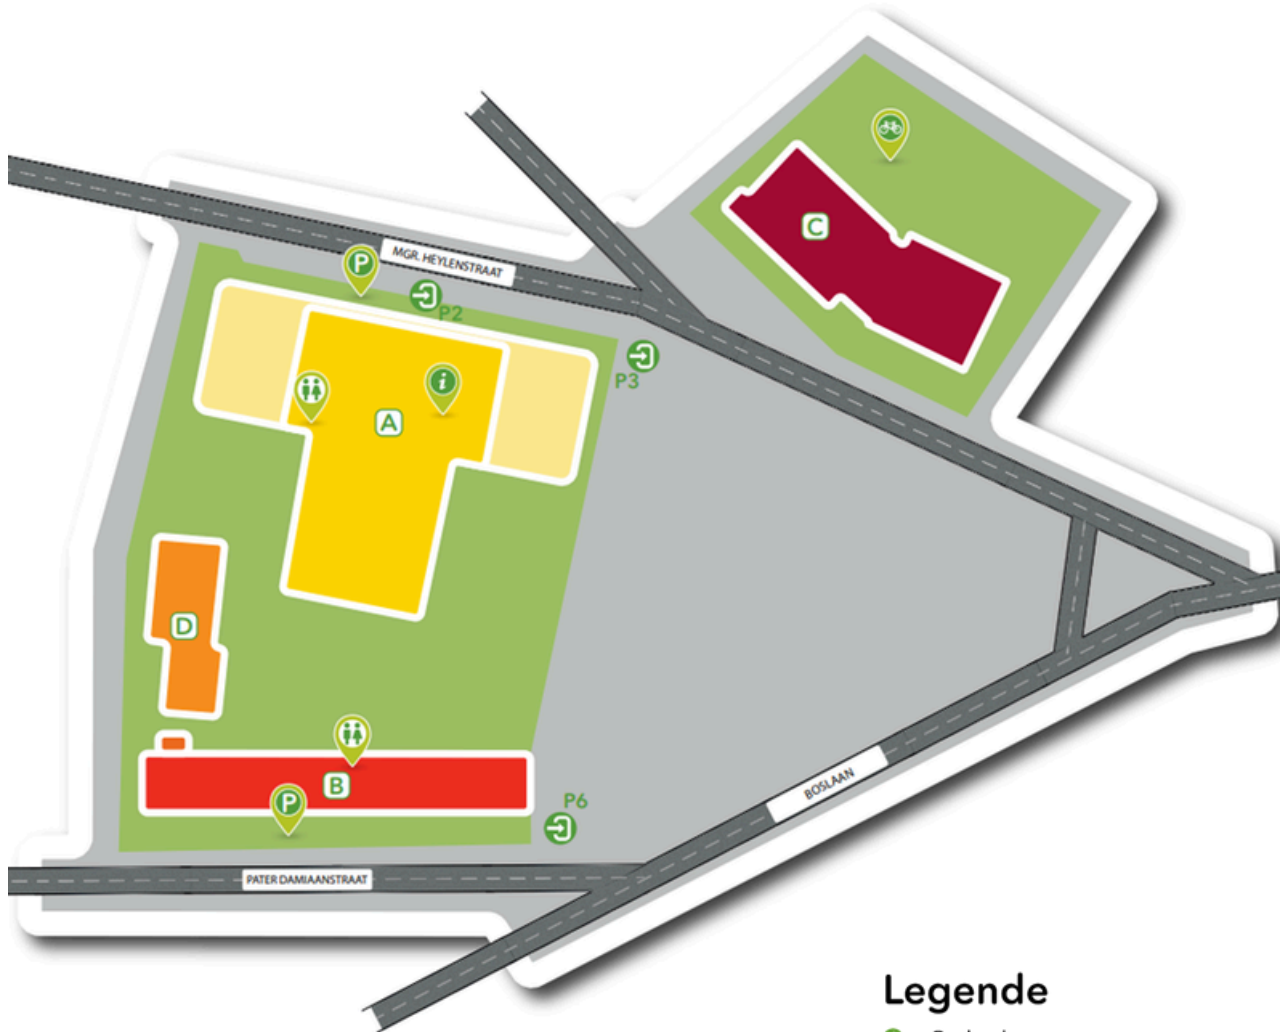 C
P
MGR. HEYLENSTRAAT
P2
P3
i
A
D
B
P
P6
BOSLAAN
PATER DAMIAANSTRAAT
Legende